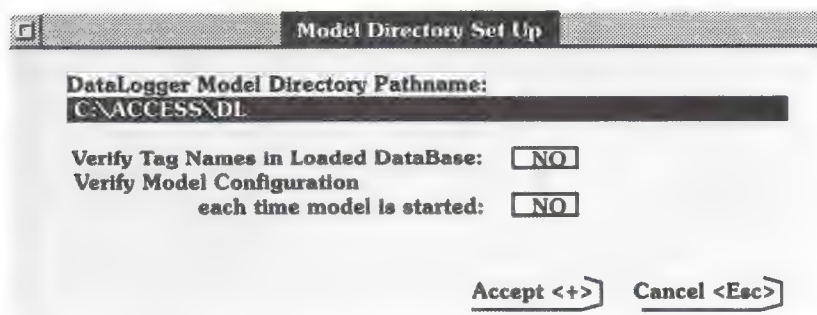 Model Directory Set Up
DataLogger Model Directory Pathname:
C:\ACCESS\DL
Verify Tag Names in Loaded DataBase: NO
Verify Model Configuration
each time model is started: NO
Accept <+> Cancel <Esc>